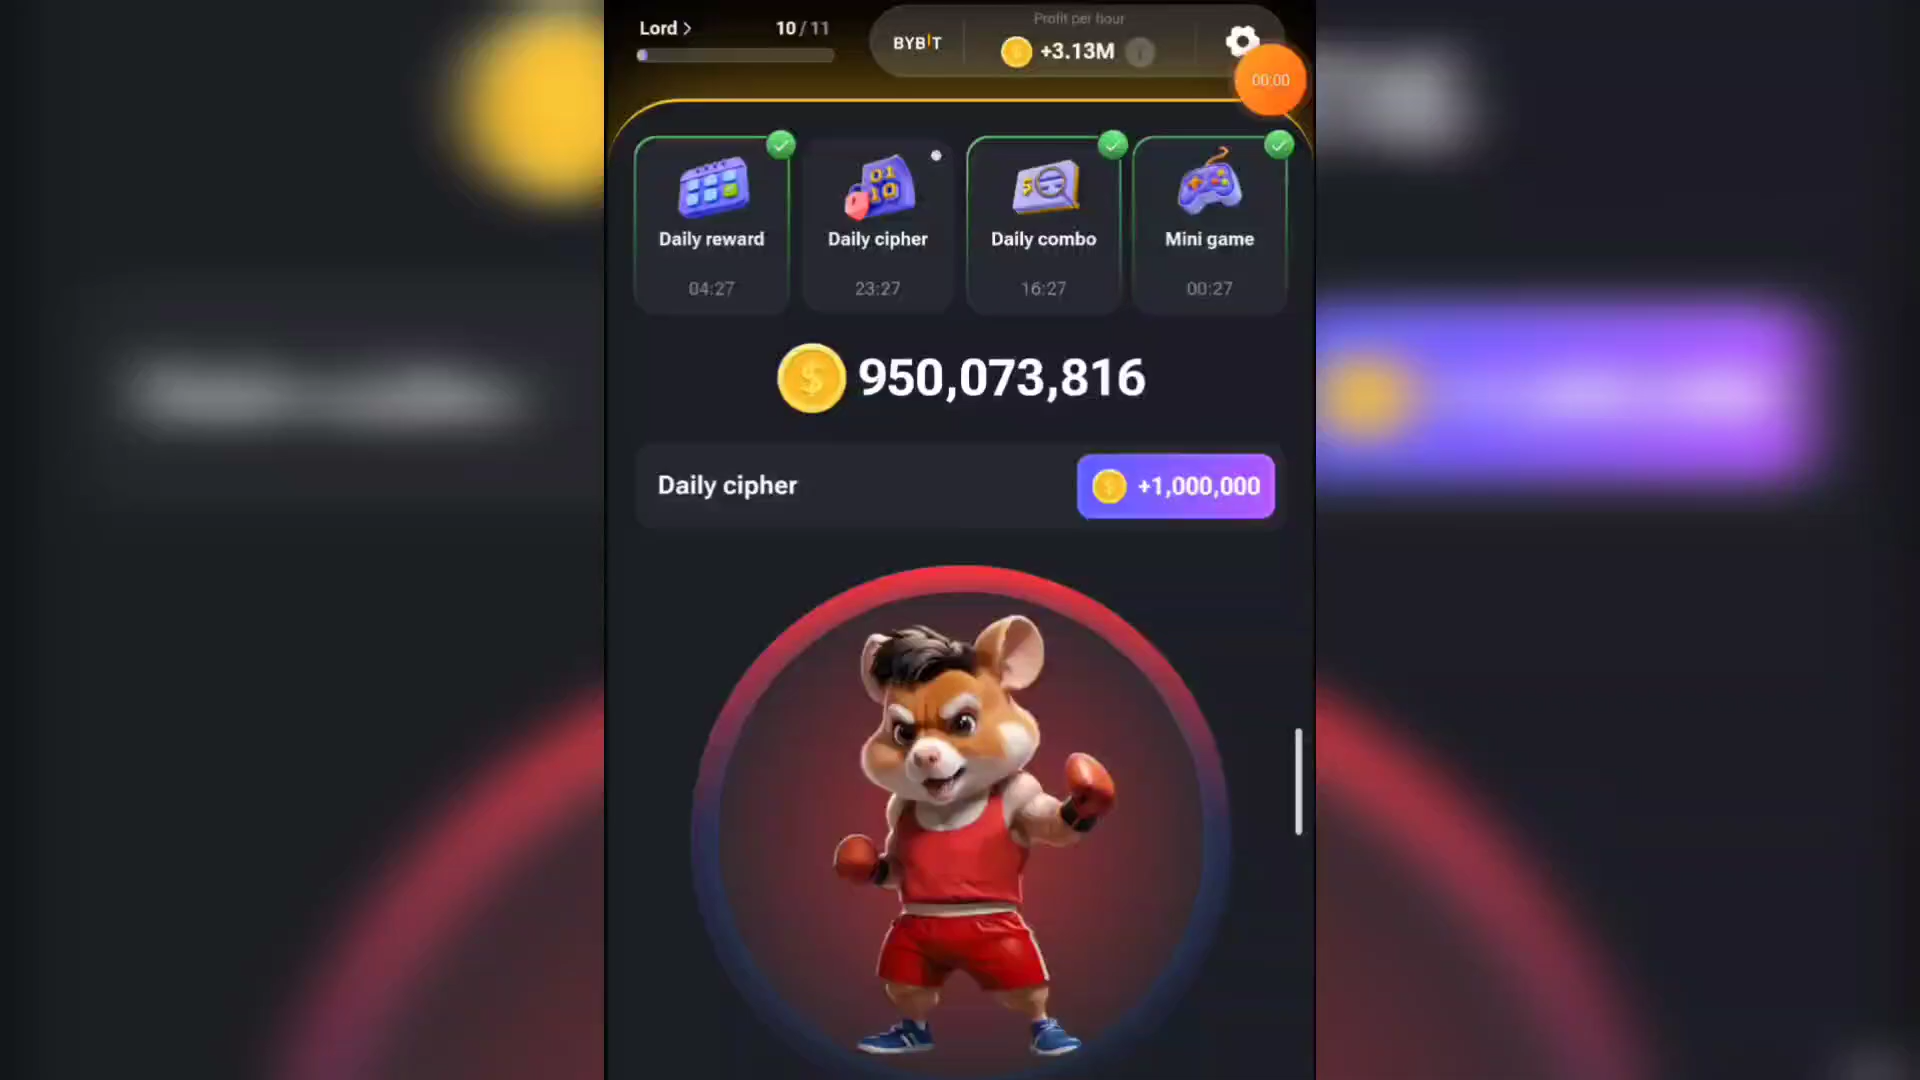 Lord >
10/11
BYBIT
Profit per hour
+3.13M
00:00
Daily reward
04:27
Daily cipher
23:27
Daily combo
16:27
Mini game
00:27
950,073,816
Daily cipher
+1,000,000